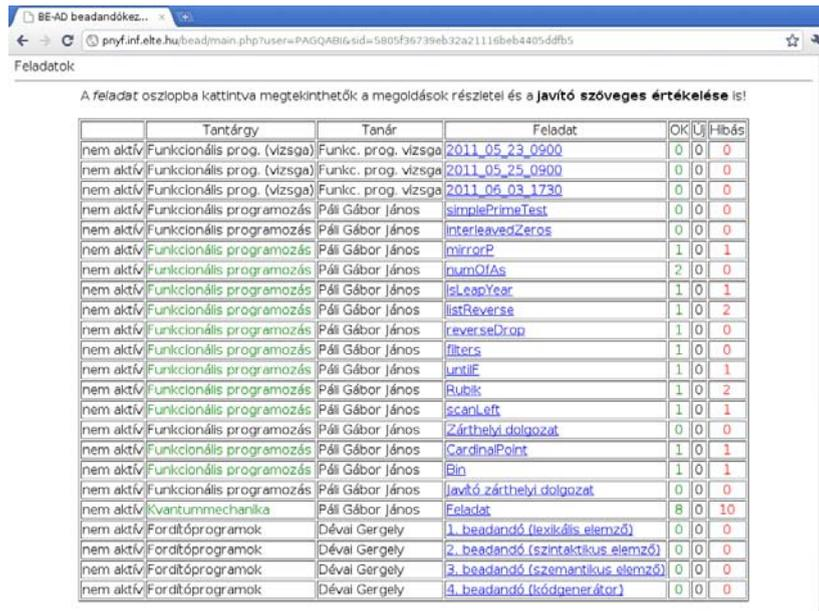 BE-AD beadandókez...
pnyf.inf.elte.hu/bead/main.php?user=PAGQABI&sid=5805f36739eb32a21116beb4405ddfb5
Feladatok
A feladat oszlopba kattintva megtekinthetők a megoldások részletei és a javító szöveges értékelése is!
Tantárgy Tanár Feladat OK Új Hibás
nem aktív Funkcionális prog. (vizsga) Funkc. prog. vizsga 2011_05_23_0900 0 0 0
nem aktív Funkcionális prog. (vizsga) Funkc. prog. vizsga 2011_05_25_0900 0 0 0
nem aktív Funkcionális prog. (vizsga) Funkc. prog. vizsga 2011_06_03_1730 0 0 0
nem aktív Funkcionális programozás Páli Gábor János simplePrimeTest 0 0 0
nem aktív Funkcionális programozás Páli Gábor János interleavedZeros 0 0 0
nem aktív Funkcionális programozás Páli Gábor János mirrorP 1 0 1
nem aktív Funkcionális programozás Páli Gábor János numOfAs 2 0 0
nem aktív Funkcionális programozás Páli Gábor János isLeapYear 1 0 1
nem aktív Funkcionális programozás Páli Gábor János listReverse 1 0 2
nem aktív Funkcionális programozás Páli Gábor János reverseDrop 1 0 0
nem aktív Funkcionális programozás Páli Gábor János filters 1 0 0
nem aktív Funkcionális programozás Páli Gábor János untilF 1 0 1
nem aktív Funkcionális programozás Páli Gábor János Rubik 1 0 2
nem aktív Funkcionális programozás Páli Gábor János scanLeft 1 0 1
nem aktív Funkcionális programozás Páli Gábor János Zárthelyi dolgozat 0 0 0
nem aktív Funkcionális programozás Páli Gábor János CardinalPoint 1 0 1
nem aktív Funkcionális programozás Páli Gábor János Bin 1 0 1
nem aktív Funkcionális programozás Páli Gábor János Javító zárthelyi dolgozat 0 0 0
nem aktív Kvantummechanika Páli Gábor János Feladat 8 0 10
nem aktív Fordítóprogramok Dévai Gergely 1. beadandó (lexikális elemző) 0 0 0
nem aktív Fordítóprogramok Dévai Gergely 2. beadandó (szintaktikus elemző) 0 0 0
nem aktív Fordítóprogramok Dévai Gergely 3. beadandó (szemantikus elemző) 0 0 0
nem aktív Fordítóprogramok Dévai Gergely 4. beadandó (kódgenerátor) 0 0 0